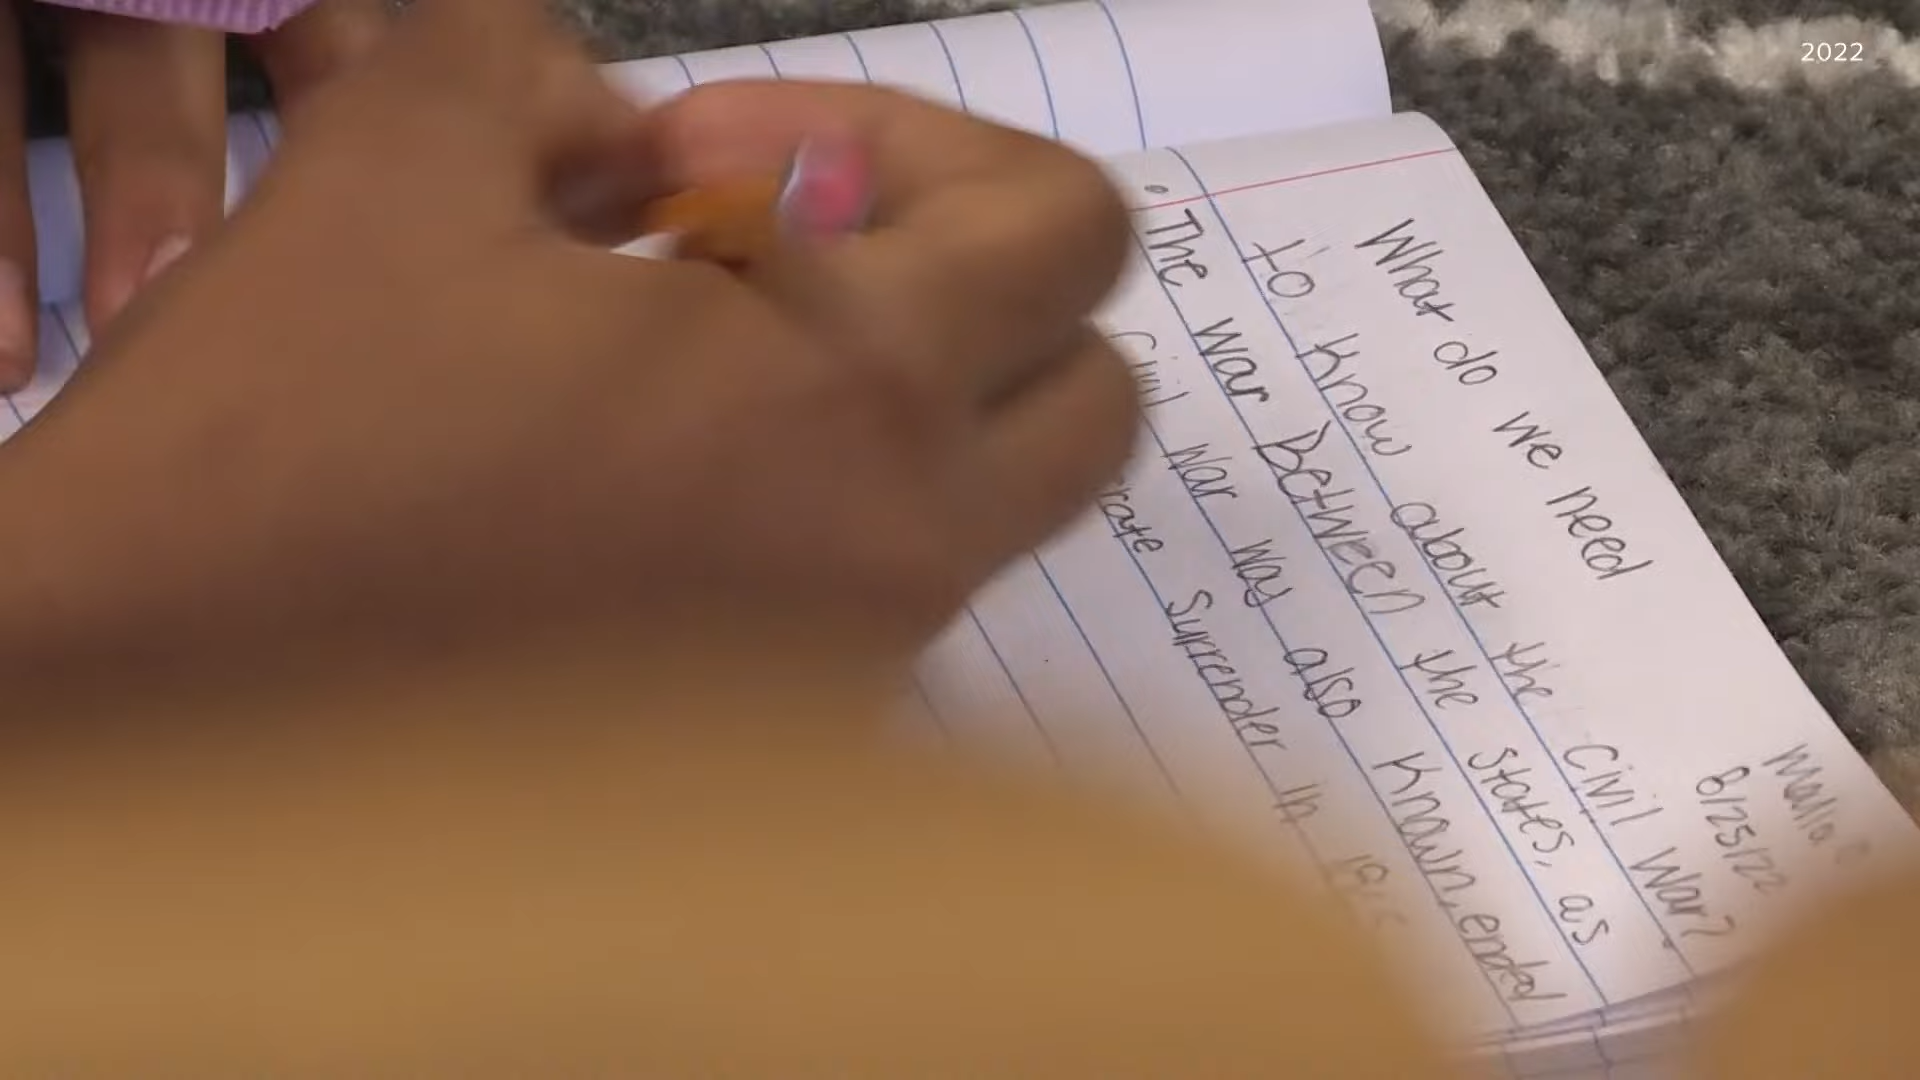 2022
8/25/22
What do we need
to know about the Civil War?
The War Between the states, as
Civil War was also known, ended
Surrender in